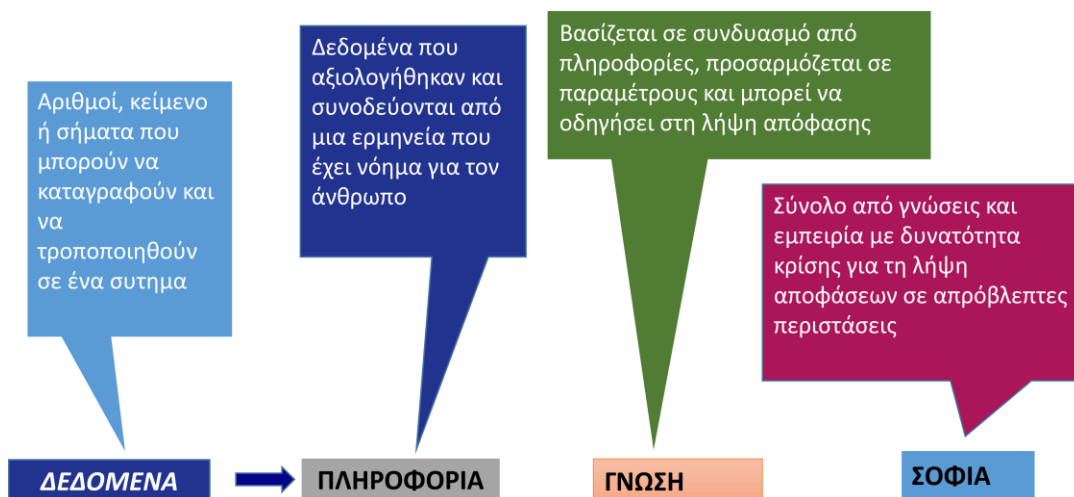 Αριθμοί, κείμενο
ή σήματα που
μπορούν να
καταγραφούν και
να
τροποποιηθούν
σε ένα συτημα
Δεδομένα που
αξιολογήθηκαν και
συνοδεύονται από
μια ερμηνεία που
έχει νόημα για τον
άνθρωπο
Βασίζεται σε συνδυασμό από
πληροφορίες, προσαρμόζεται σε
παραμέτρους και μπορεί να
οδηγήσει στη λήψη απόφασης
Σύνολο από γνώσεις και
εμπειρία με δυνατότητα
κρίσης για τη λήψη
αποφάσεων σε απρόβλεπτες
περιστάσεις
ΔΕΔΟΜΕΝΑ
ΠΛΗΡΟΦΟΡΙΑ
ΓΝΩΣΗ
ΣΟΦΙΑ